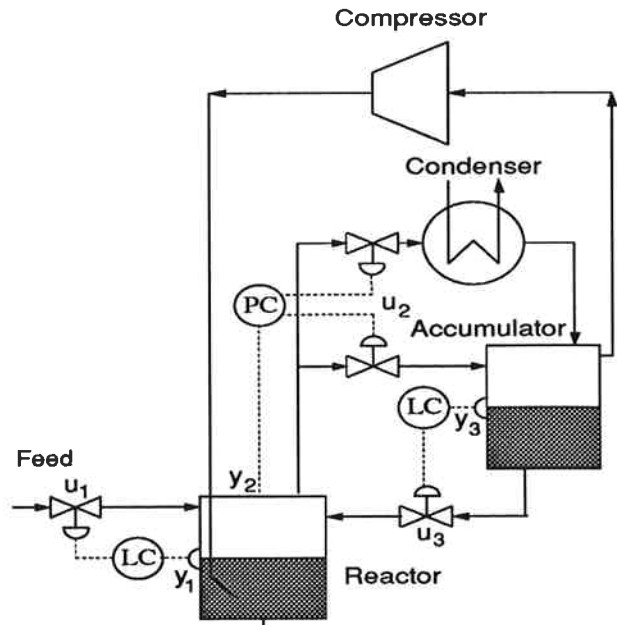 Compressor
Condenser
PC
u2
Accumulator
LC
y3
Feed
u1
y2
u3
LC
y1
Reactor